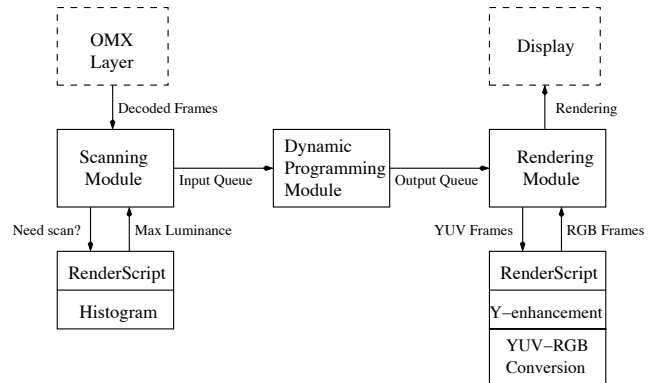 OMX
Layer
Display
Decoded Frames
Rendering
Scanning
Module
Input Queue
Dynamic
Programming
Module
Output Queue
Rendering
Module
Need scan?
Max Luminance
YUV Frames
RGB Frames
RenderScript
Histogram
RenderScript
Y−enhancement
YUV−RGB
Conversion